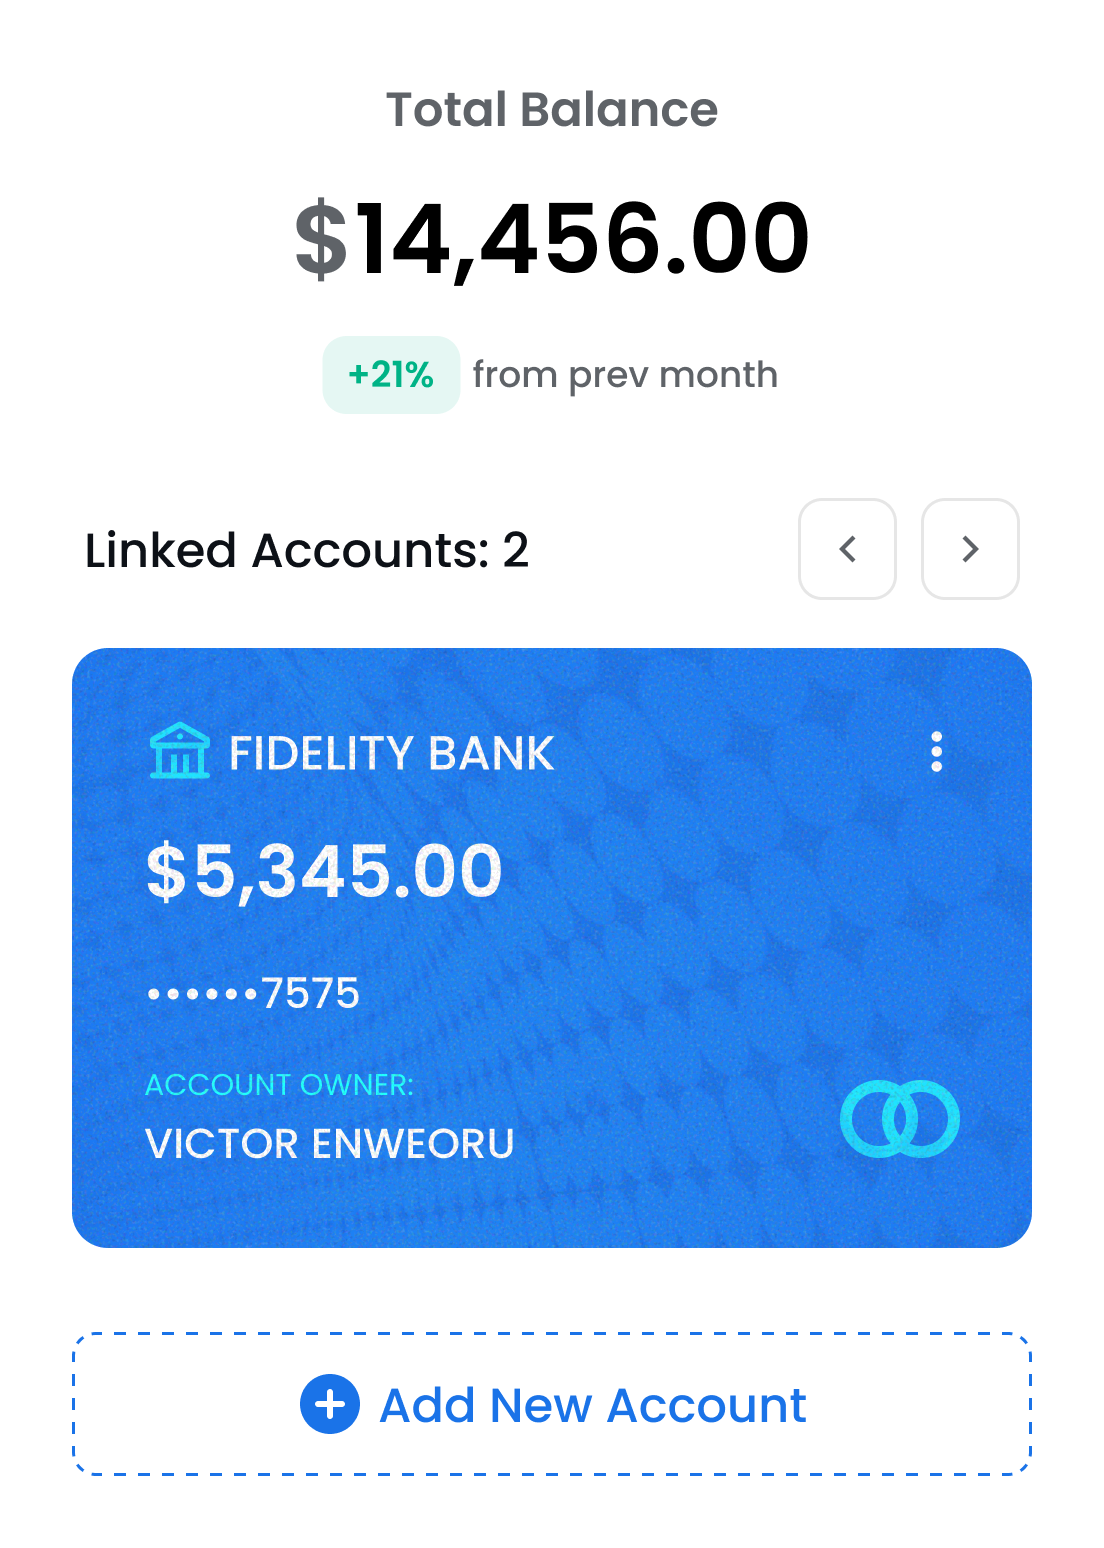 Total Balance
$14,456.00
+21% from prev month
Linked Accounts: 2
FIDELITY BANK
$5,345.00
••••••7575
ACCOUNT OWNER:
VICTOR ENWEORU
Add New Account